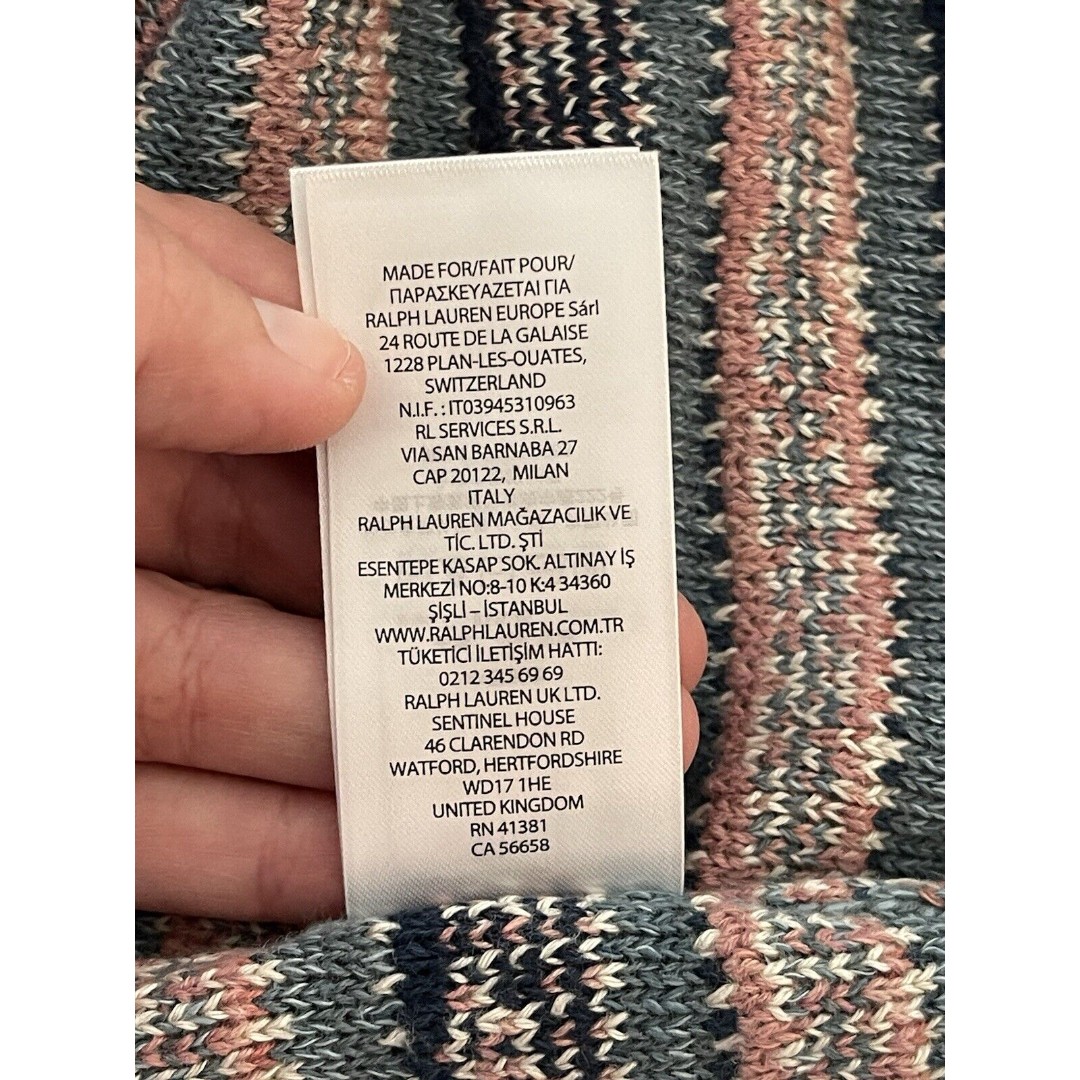 MADE FOR/FAIT POUR/
ΠΑΡΑΣΚΕΥΑΖΕΤΑΙ ΓΙΑ
RALPH LAUREN EUROPE Sárl
24 ROUTE DE LA GALAISE
1228 PLAN-LES-OUATES,
SWITZERLAND
N.I.F. : IT03945310963
RL SERVICES S.R.L.
VIA SAN BARNABA 27
CAP 20122, MILAN
ITALY
RALPH LAUREN MAĞAZACILIK VE
TİC. LTD. ŞTİ
ESENTEPE KASAP SOK. ALTINAY İŞ
MERKEZİ NO:8-10 K:4 34360
ŞİŞLİ – İSTANBUL
WWW.RALPHLAUREN.COM.TR
TÜKETİCİ İLETİŞİM HATTI:
0212 345 69 69
RALPH LAUREN UK LTD.
SENTINEL HOUSE
46 CLARENDON RD
WATFORD, HERTFORDSHIRE
WD17 1HE
UNITED KINGDOM
RN 41381
CA 56658